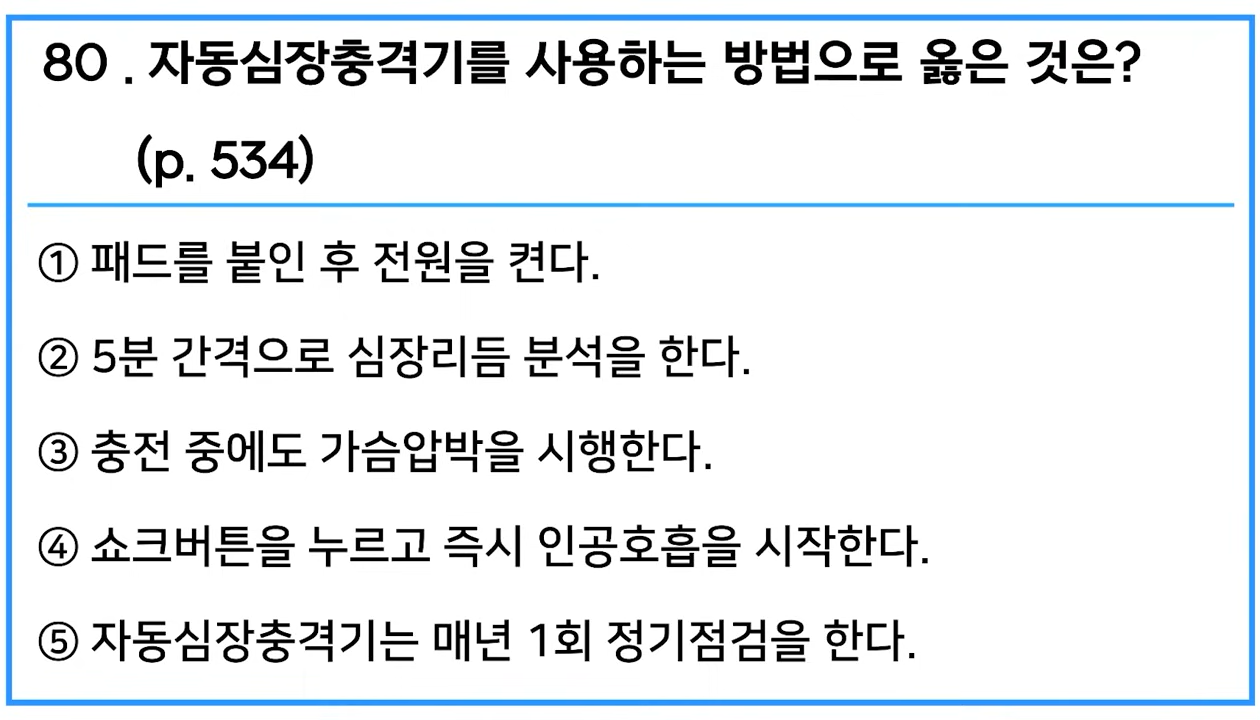 80 . 자동심장충격기를 사용하는 방법으로 옳은 것은?
(p. 534)
① 패드를 붙인 후 전원을 켠다.
② 5분 간격으로 심장리듬 분석을 한다.
③ 충전 중에도 가슴압박을 시행한다.
④ 쇼크버튼을 누르고 즉시 인공호흡을 시작한다.
⑤ 자동심장충격기는 매년 1회 정기점검을 한다.